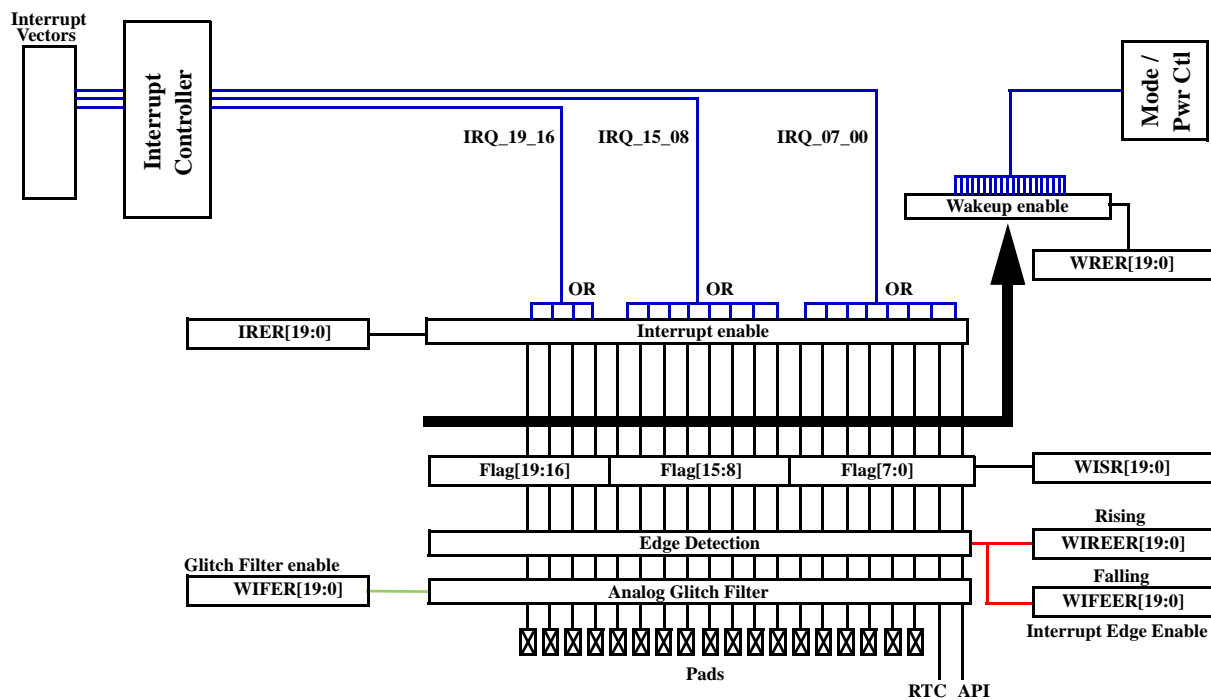 Interrupt
Vectors
Interrupt
Controller
Mode /
Pwr Ctl
IRQ_19_16
IRQ_15_08
IRQ_07_00
Wakeup enable
WRER[19:0]
OR
OR
OR
IRER[19:0]
Interrupt enable
Flag[19:16]
Flag[15:8]
Flag[7:0]
WISR[19:0]
Rising
Edge Detection
WIREER[19:0]
Glitch Filter enable
Falling
WIFER[19:0]
Analog Glitch Filter
WIFEER[19:0]
Interrupt Edge Enable
Pads
RTC API